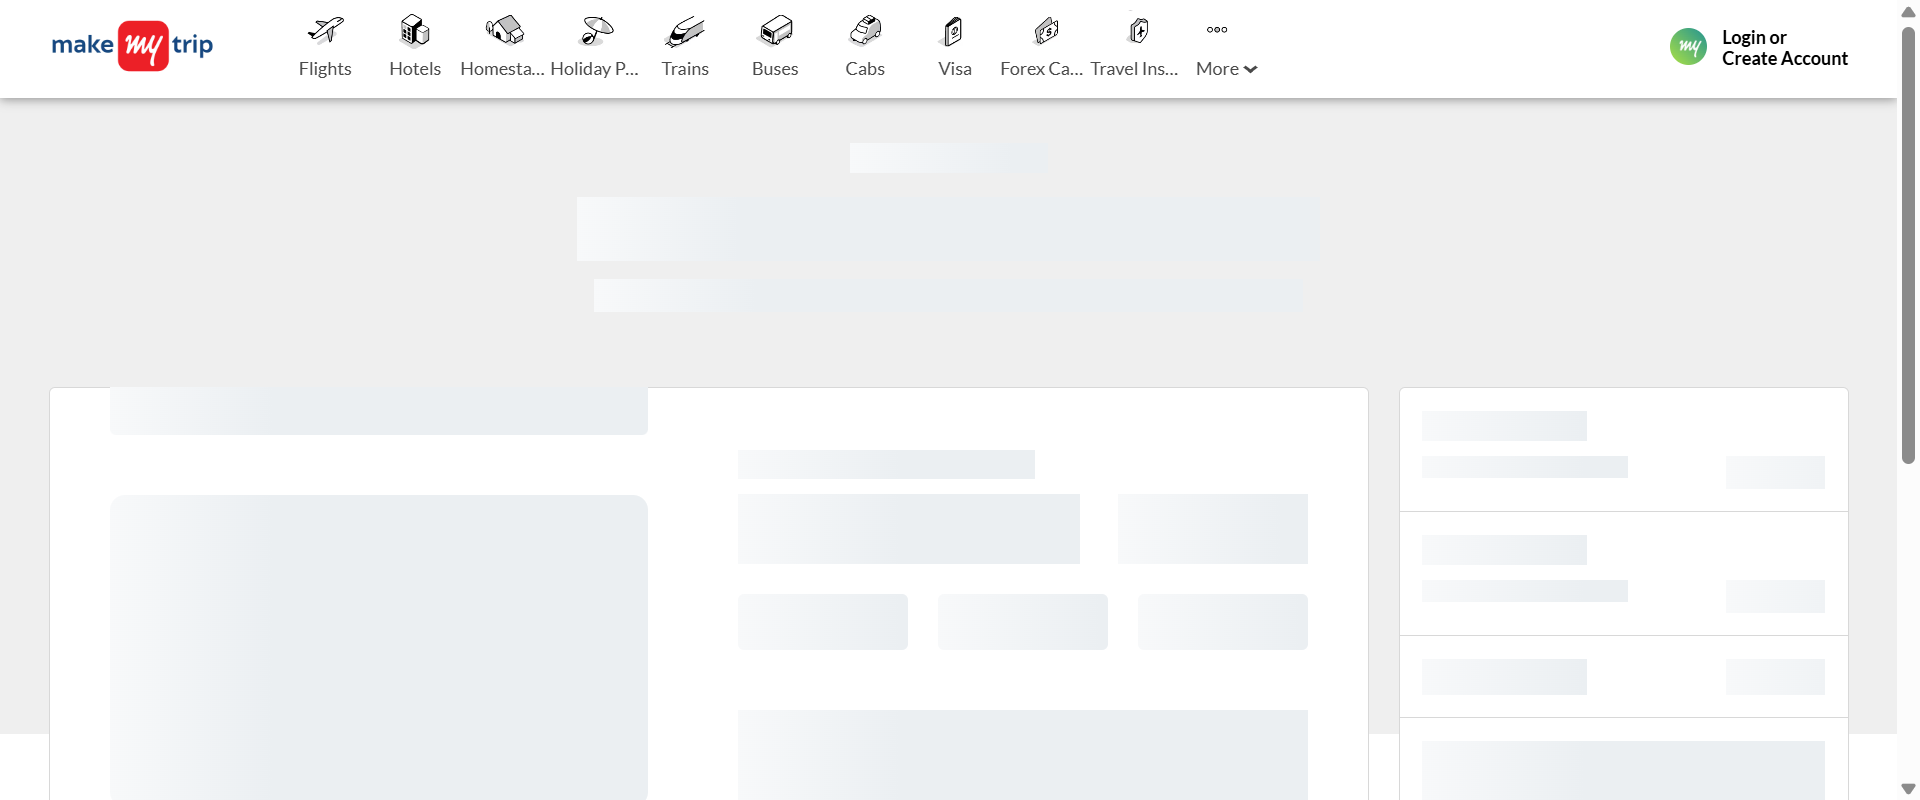 make my trip
Flights
Hotels
Homesta...
Holiday P...
Trains
Buses
Cabs
Visa
Forex Ca...
Travel Ins...
More
my
Login or
Create Account